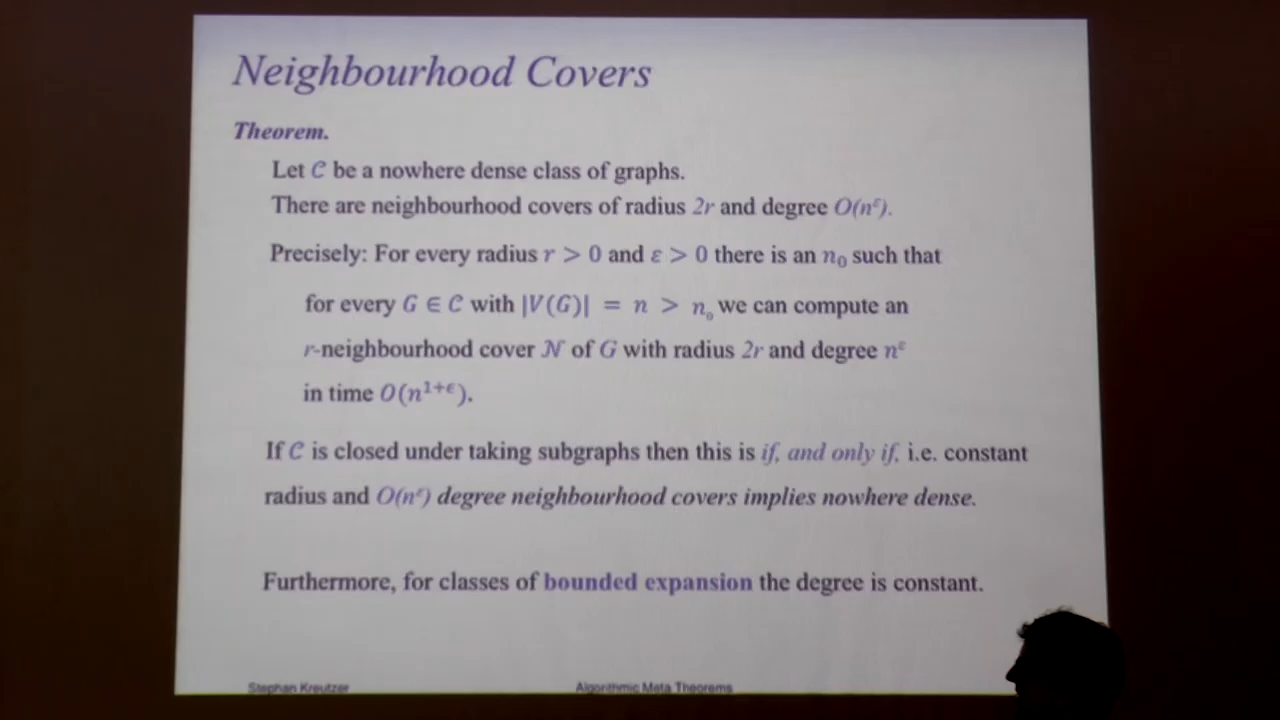 Neighbourhood Covers
Theorem.
Let 𝒞 be a nowhere dense class of graphs.
There are neighbourhood covers of radius 2r and degree O(n^ε).
Precisely: For every radius r > 0 and ε > 0 there is an n₀ such that
for every G ∈ 𝒞 with |V(G)| = n > n₀ we can compute an
r-neighbourhood cover 𝒩 of G with radius 2r and degree n^ε
in time O(n^{1+ϵ}).
If 𝒞 is closed under taking subgraphs then this is if, and only if, i.e. constant
radius and O(n^ε) degree neighbourhood covers implies nowhere dense.
Furthermore, for classes of bounded expansion the degree is constant.
Stephan Kreutzer
Algorithmic Meta Theorems